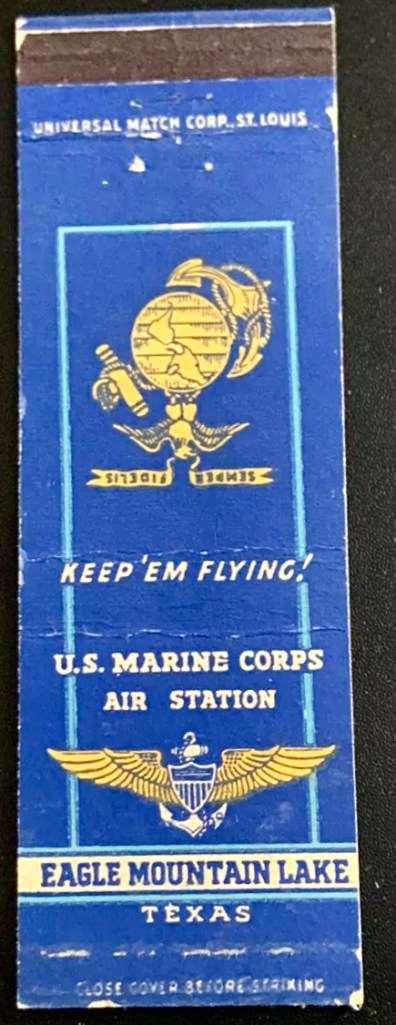 UNIVERSAL MATCH CORP., ST. LOUIS
SEMPER FIDELIS
KEEP 'EM FLYING!
U.S. MARINE CORPS
AIR STATION
EAGLE MOUNTAIN LAKE
TEXAS
CLOSE COVER BEFORE STRIKING